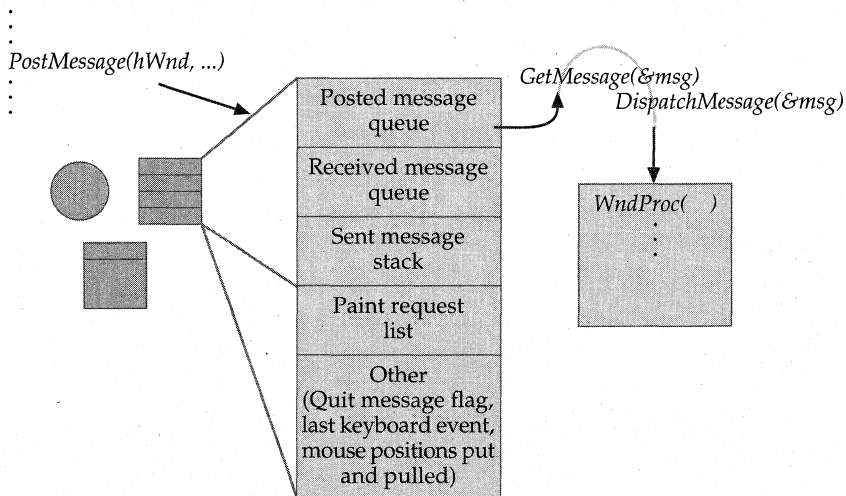 PostMessage(hWnd, ...)
GetMessage(&msg)
DispatchMessage(&msg)
Posted message
queue
Received message
queue
Sent message
stack
Paint request
list
Other
(Quit message flag,
last keyboard event,
mouse positions put
and pulled)
WndProc( )